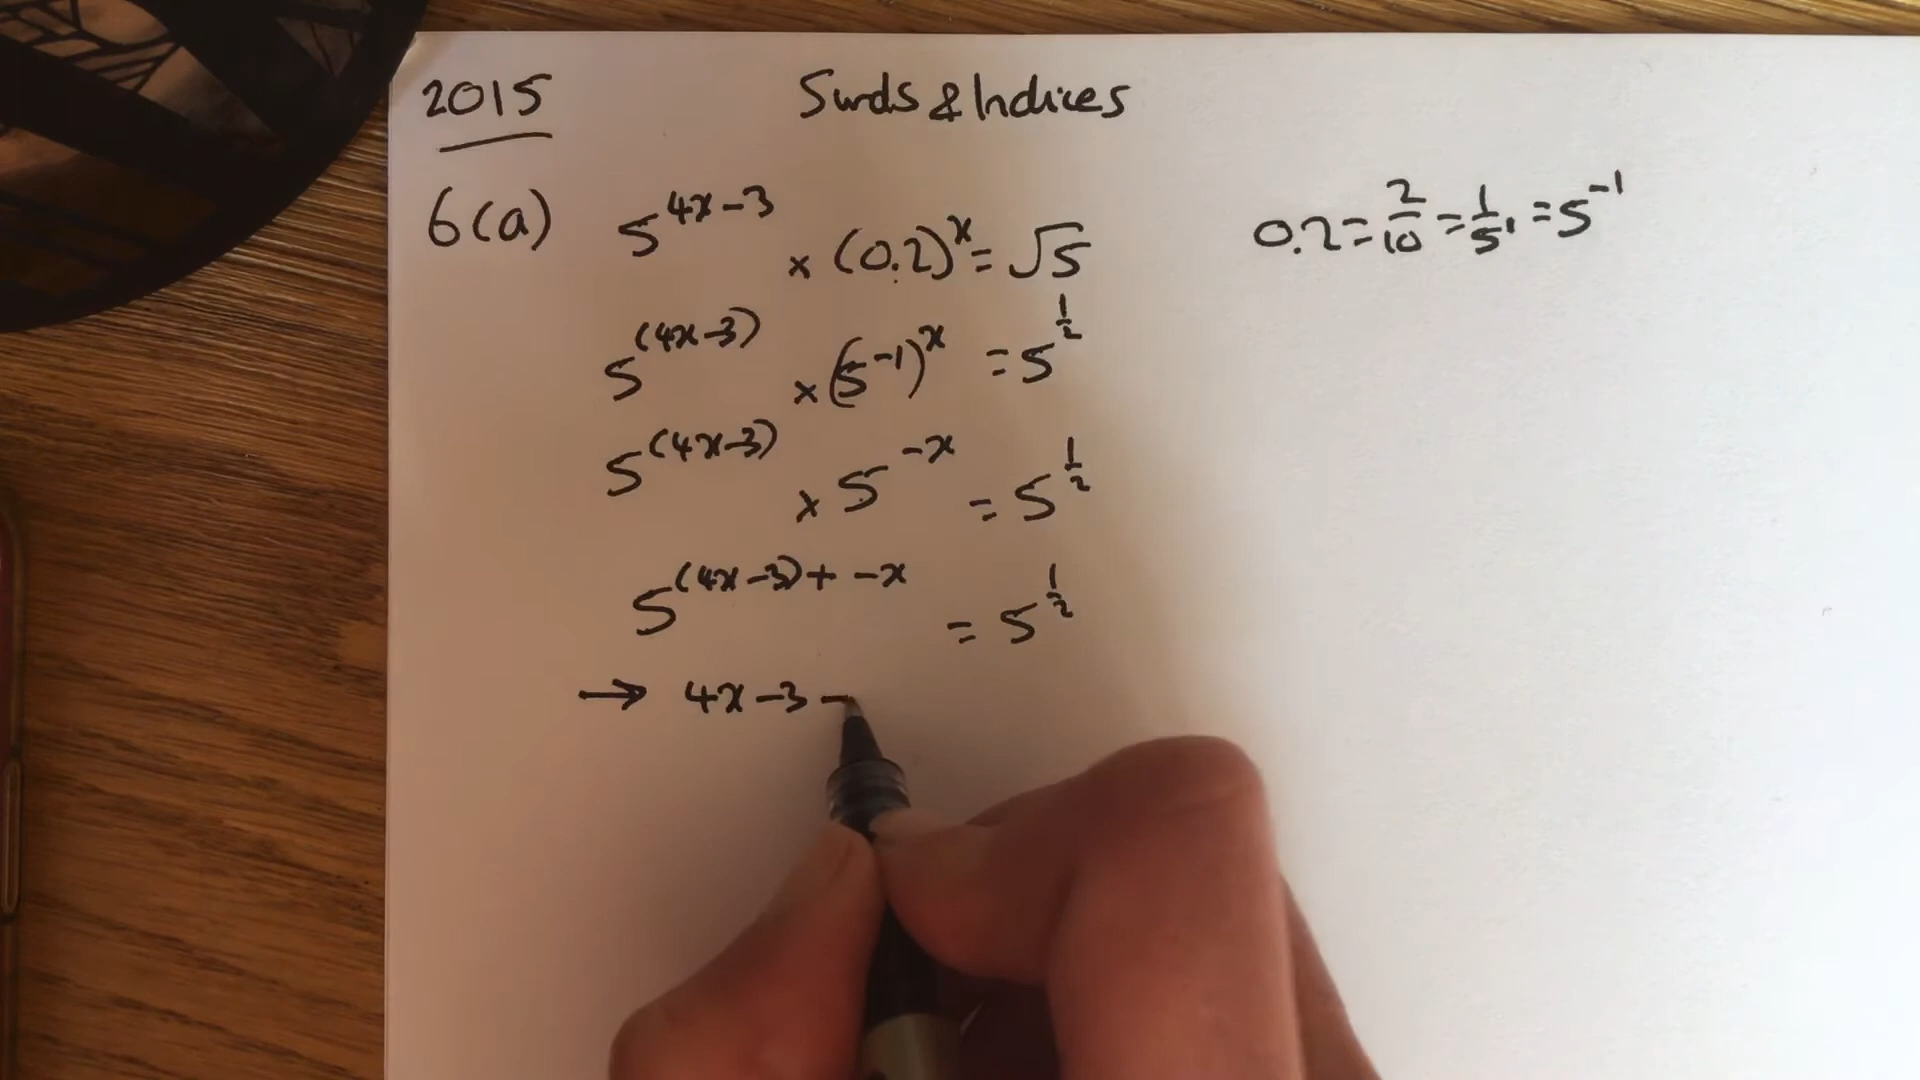 2015 Surds & Indices
6(a) 5^{4x-3} × (0.2)^x = √5
0.2 = 2/10 = 1/5^1 = 5^{-1}
5^{(4x-3)} × (5^{-1})^x = 5^{1/2}
5^{(4x-3)} × 5^{-x} = 5^{1/2}
5^{(4x-3)+-x} = 5^{1/2}
→ 4x-3-